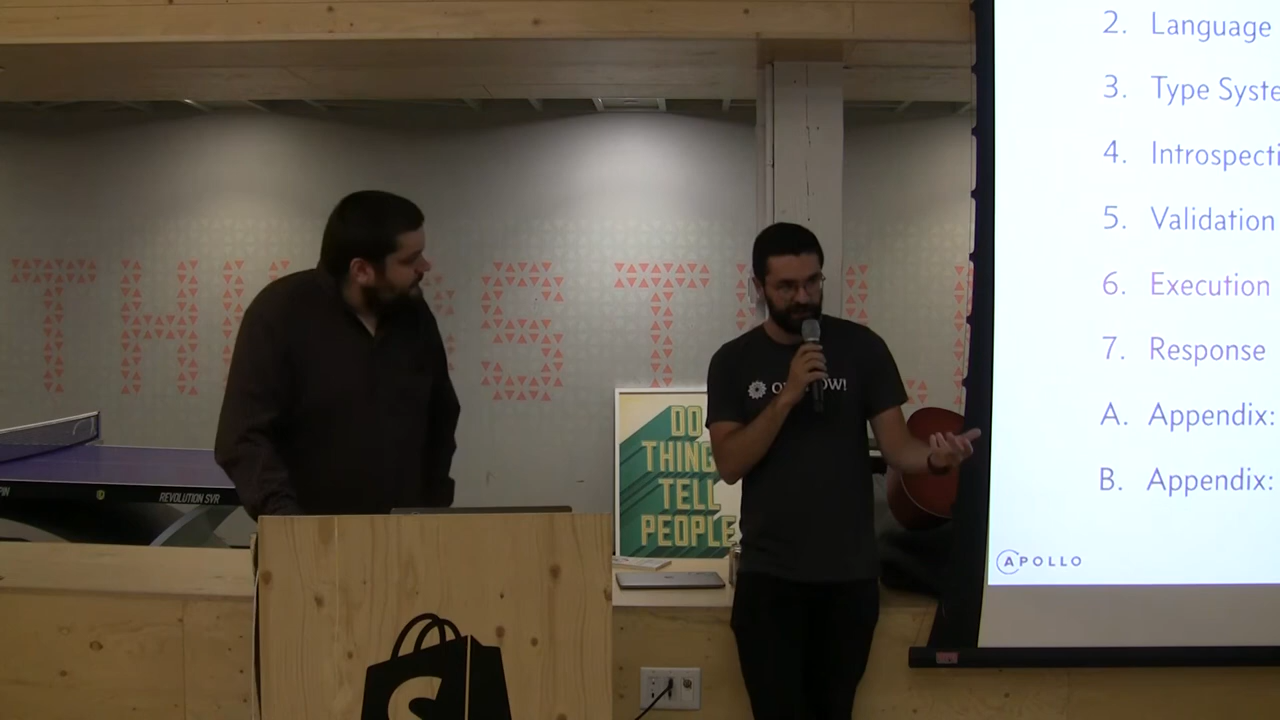 2. Language
3. Type Syste
4. Introspecti
5. Validation
6. Execution
7. Response
A. Appendix:
B. Appendix:
APOLLO
DO
THING
TELL
PEOPLE
REVOLUTION SVR